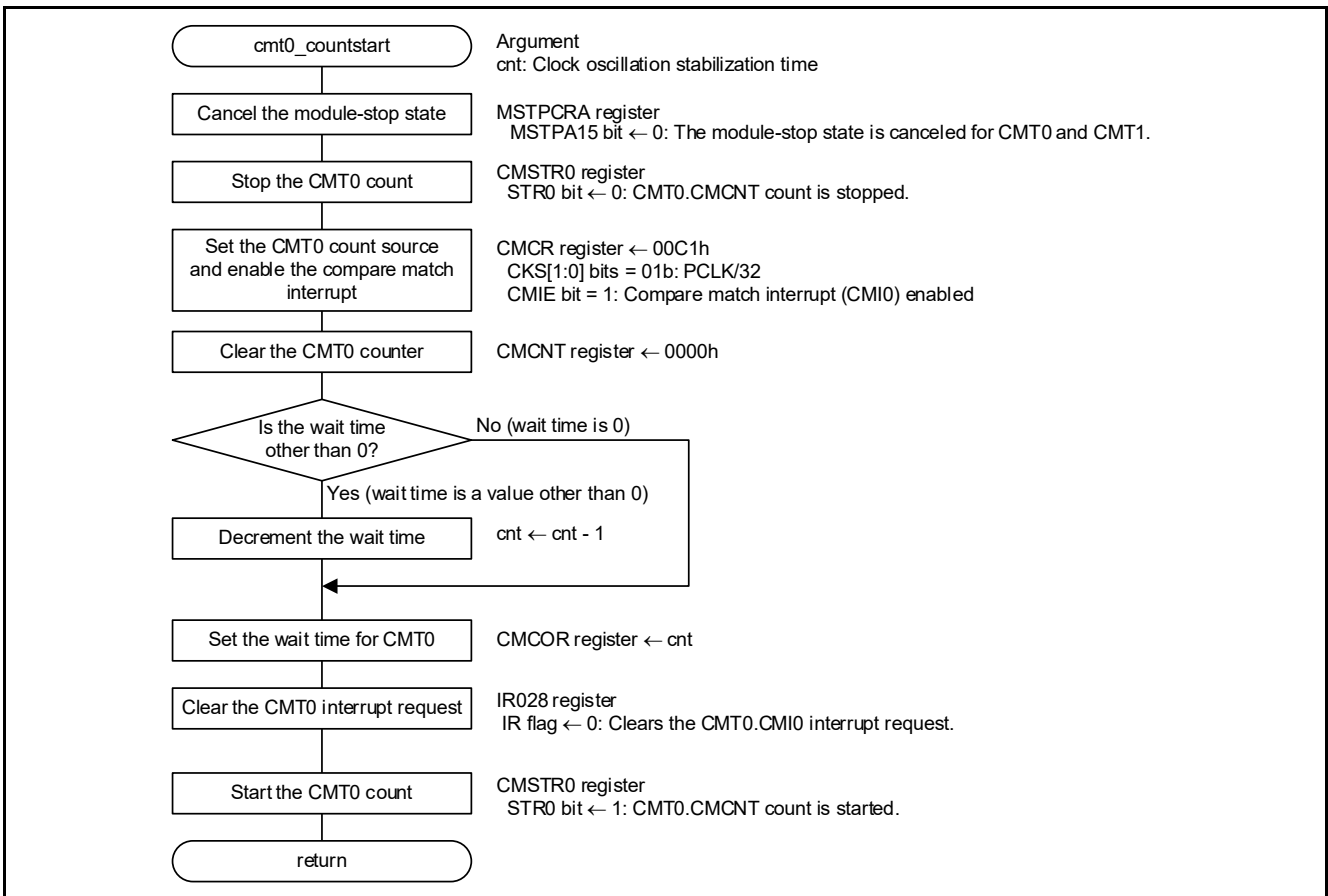 cmt0_countstart
Argument
cnt: Clock oscillation stabilization time
Cancel the module-stop state
MSTPCRA register
MSTPA15 bit ← 0: The module-stop state is canceled for CMT0 and CMT1.
Stop the CMT0 count
CMSTR0 register
STR0 bit ← 0: CMT0.CMCNT count is stopped.
Set the CMT0 count source
and enable the compare match
interrupt
CMCR register ← 00C1h
CKS[1:0] bits = 01b: PCLK/32
CMIE bit = 1: Compare match interrupt (CMI0) enabled
Clear the CMT0 counter
CMCNT register ← 0000h
Is the wait time
other than 0?
No (wait time is 0)
Yes (wait time is a value other than 0)
Decrement the wait time
cnt ← cnt - 1
Set the wait time for CMT0
CMCOR register ← cnt
Clear the CMT0 interrupt request
IR028 register
IR flag ← 0: Clears the CMT0.CMI0 interrupt request.
Start the CMT0 count
CMSTR0 register
STR0 bit ← 1: CMT0.CMCNT count is started.
return